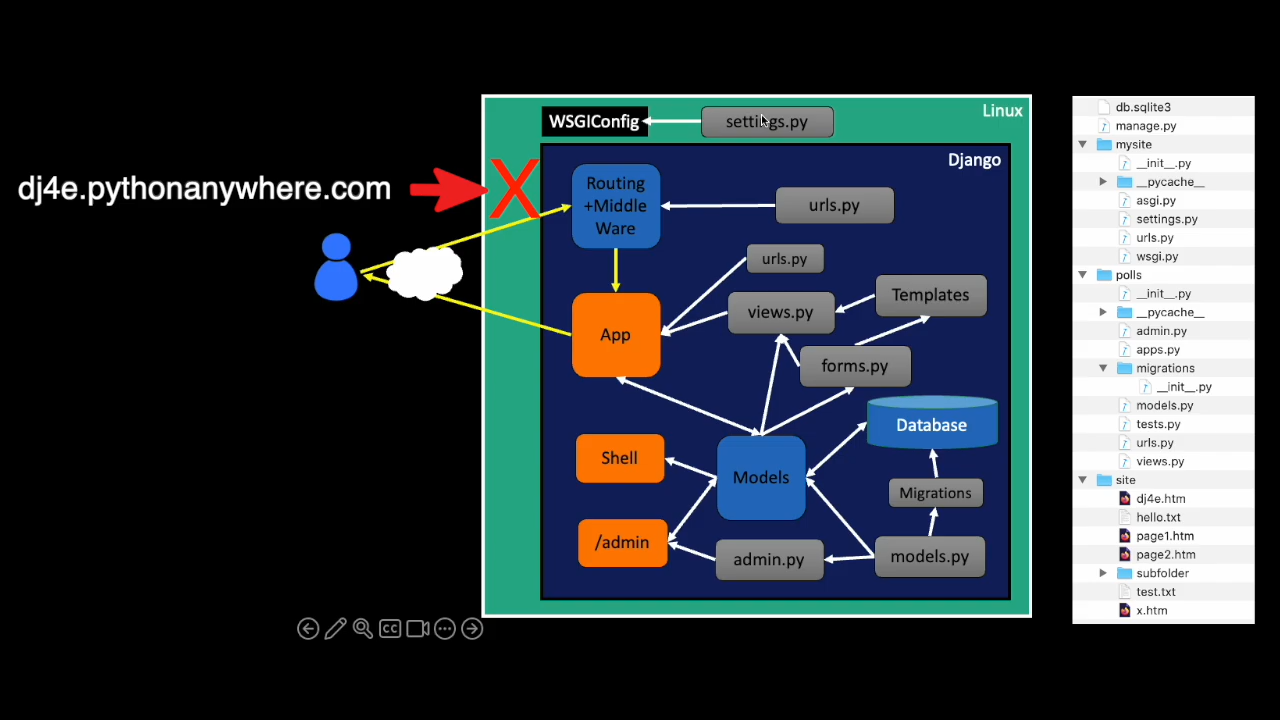 dj4e.pythonanywhere.com
X
Linux
WSGIConfig
settings.py
Django
Routing
+Middle
Ware
urls.py
urls.py
App
views.py
Templates
forms.py
Database
Shell
Models
Migrations
/admin
admin.py
models.py
CC
db.sqlite3
manage.py
mysite
__init__.py
__pycache__
asgi.py
settings.py
urls.py
wsgi.py
polls
__init__.py
__pycache__
admin.py
apps.py
migrations
__init__.py
models.py
tests.py
urls.py
views.py
site
dj4e.htm
hello.txt
page1.htm
page2.htm
subfolder
test.txt
x.htm